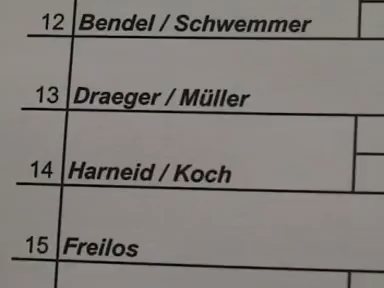 12 Bendel / Schwemmer
13 Draeger / Müller
14 Harneid / Koch
15 Freilos